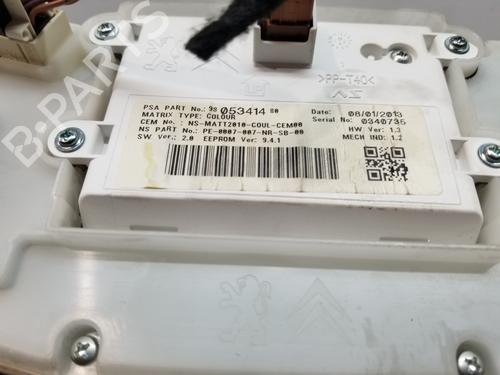 >PP-T40<
PSA PART No.: 98 053414 80
MATRIX TYPE: COLOUR
CEM No.: NS-MATT2010-COUL-CEM00
NS PART No.: PE-0007-007-NR-SB-00
SW ver.: 2.0 EEPROM Ver: 9.4.1
Date: 08/01/2013
Serial No.: 0340735
HW Ver: 1.3
MECH IND: 1.2